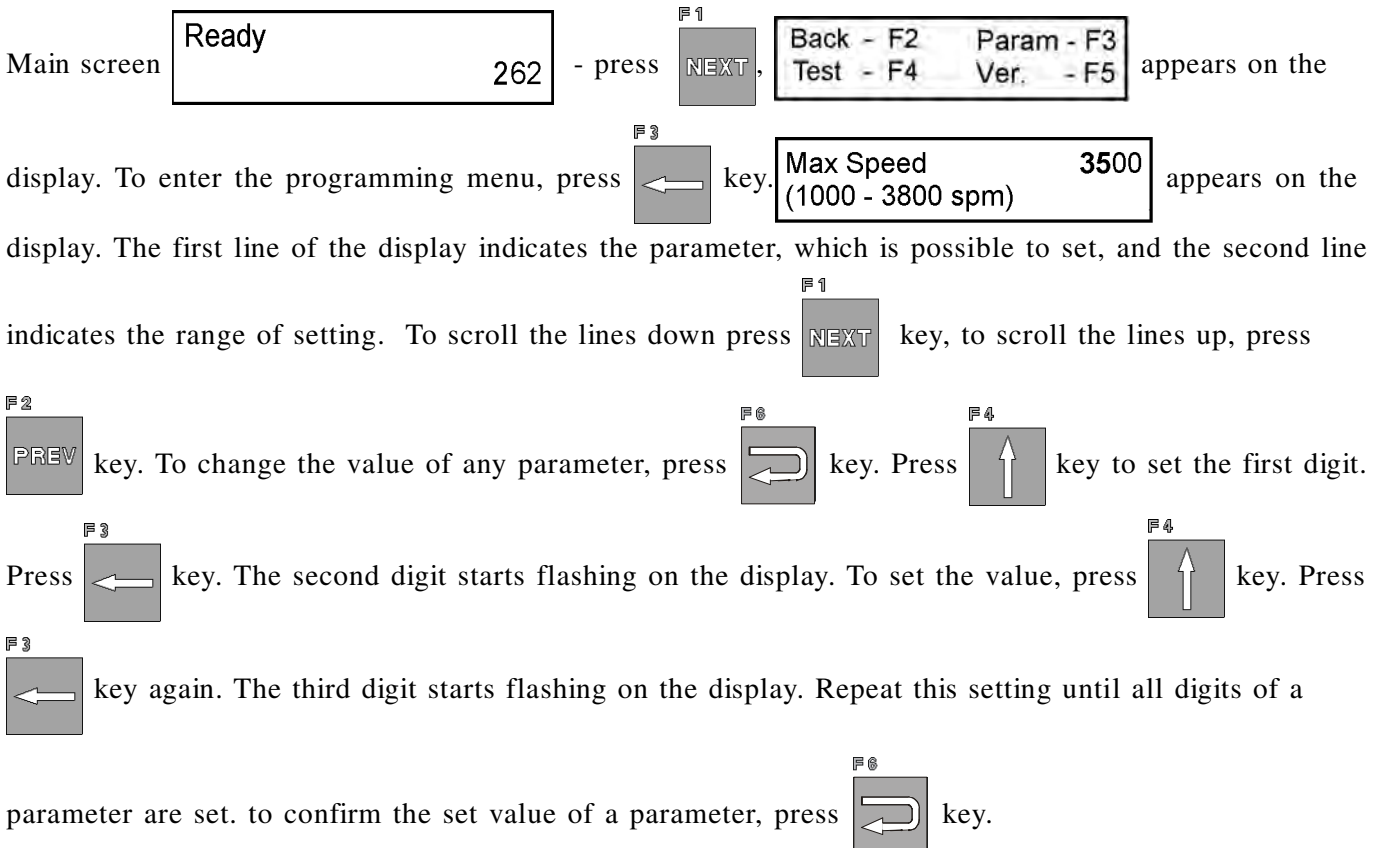 F1
Main screen Ready 262 - press NEXT, Back - F2 Param - F3 Test - F4 Ver. - F5 appears on the
F3
display. To enter the programming menu, press key. Max Speed 3500 (1000 - 3800 spm) appears on the
display. The first line of the display indicates the parameter, which is possible to set, and the second line
F1
indicates the range of setting. To scroll the lines down press NEXT key, to scroll the lines up, press
F2 F6 F4
PREV key. To change the value of any parameter, press key. Press key to set the first digit.
F3 F4
Press key. The second digit starts flashing on the display. To set the value, press key. Press
F3
key again. The third digit starts flashing on the display. Repeat this setting until all digits of a
F6
parameter are set. to confirm the set value of a parameter, press key.